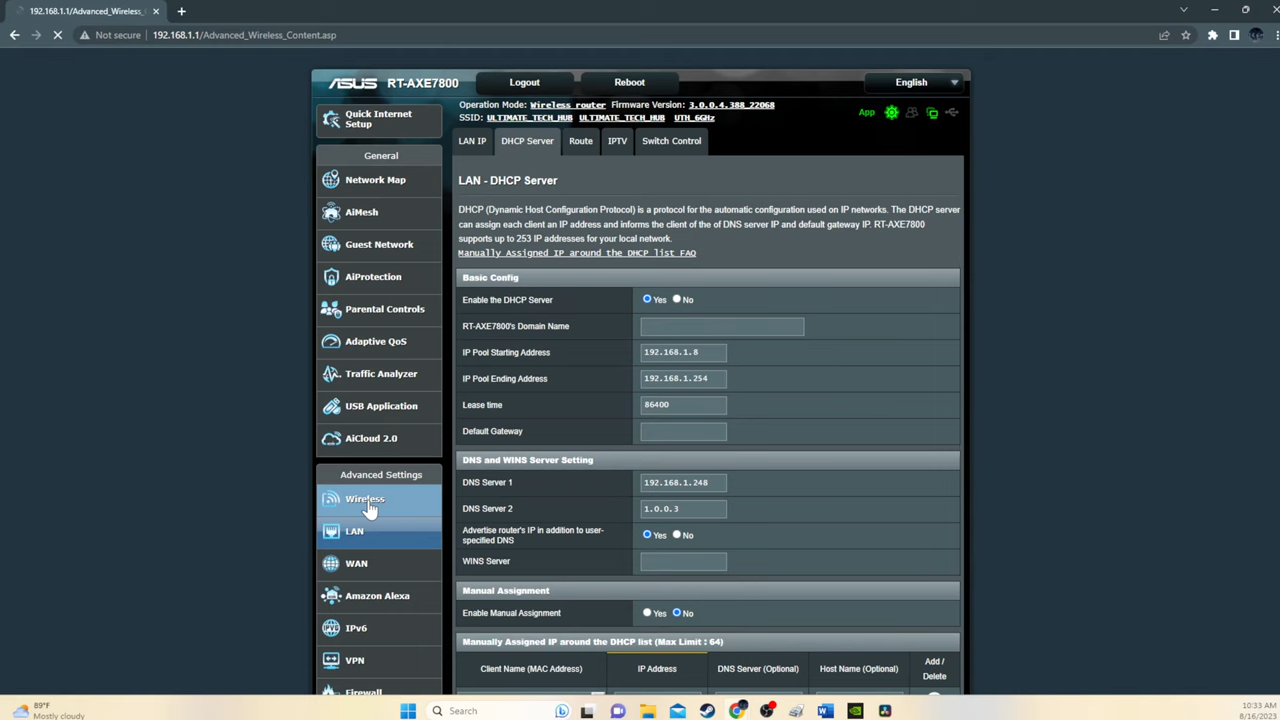 192.168.1.1/Advanced_Wireless_
Not secure
192.168.1.1/Advanced_Wireless_Content.asp
ASUS RT-AXE7800
Logout
Reboot
English
Quick Internet
Setup
Operation Mode: Wireless router Firmware Version: 3.0.0.4.388_22068
SSID: ULTIMATE_TECH_HUB ULTIMATE_TECH_HUB UTH_6GHz
App
LAN IP
DHCP Server
Route
IPTV
Switch Control
General
Network Map
AiMesh
Guest Network
AiProtection
Parental Controls
Adaptive QoS
Traffic Analyzer
USB Application
AiCloud 2.0
Advanced Settings
Wireless
LAN
WAN
Amazon Alexa
IPv6
VPN
Firewall
LAN - DHCP Server
DHCP (Dynamic Host Configuration Protocol) is a protocol for the automatic configuration used on IP networks. The DHCP server
can assign each client an IP address and informs the client of the of DNS server IP and default gateway IP. RT-AXE7800
supports up to 253 IP addresses for your local network.
Manually Assigned IP around the DHCP list FAQ
Basic Config
Enable the DHCP Server
Yes No
RT-AXE7800's Domain Name
IP Pool Starting Address
192.168.1.8
IP Pool Ending Address
192.168.1.254
Lease time
86400
Default Gateway
DNS and WINS Server Setting
DNS Server 1
192.168.1.248
DNS Server 2
1.0.0.3
Advertise router's IP in addition to user-
specified DNS
Yes No
WINS Server
Manual Assignment
Enable Manual Assignment
Yes No
Manually Assigned IP around the DHCP list (Max Limit : 64)
Client Name (MAC Address)
IP Address
DNS Server (Optional)
Host Name (Optional)
Add /
Delete
89°F
Mostly cloudy
Search
10:33 AM
8/16/2023